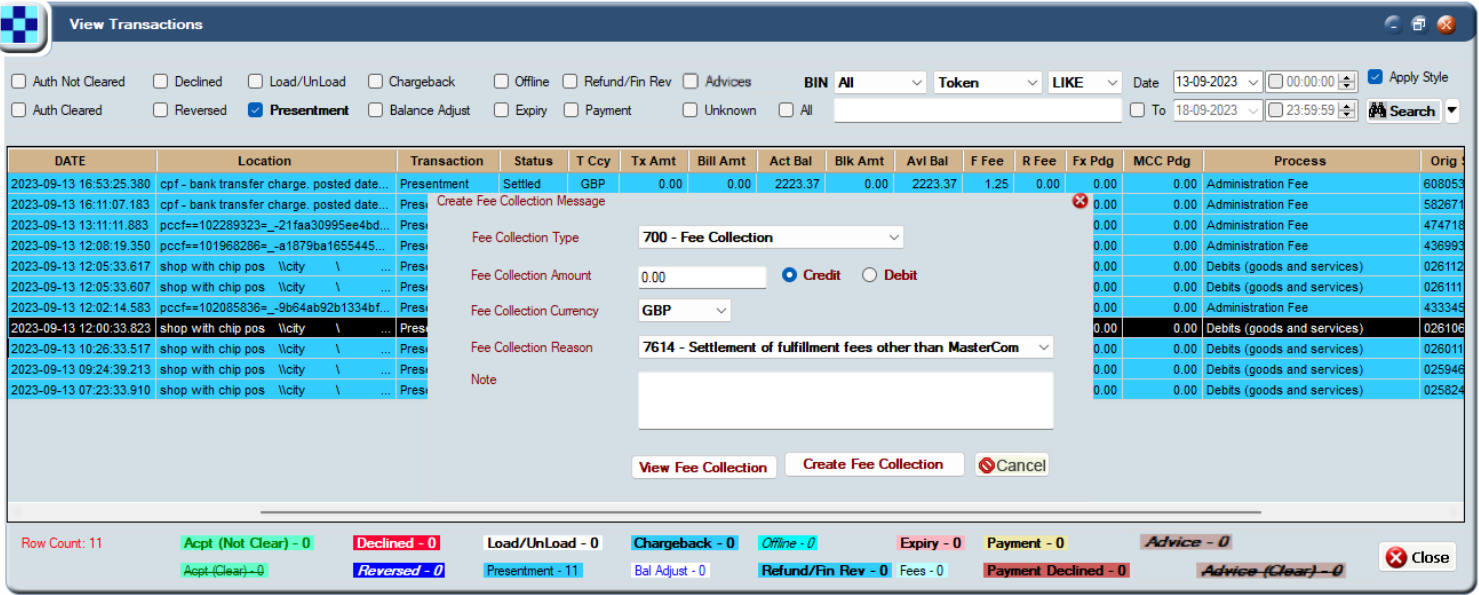 View Transactions
Auth Not Cleared Declined Load/UnLoad Chargeback Offline Refund/Fin Rev Advices BIN All Token LIKE Date 13-09-2023 00:00:00 Apply Style
Auth Cleared Reversed Presentment Balance Adjust Expiry Payment Unknown All To 18-09-2023 23:59:59 Search
DATE Location Transaction Status T Ccy Tx Amt Bill Amt Act Bal Blk Amt Avl Bal F Fee R Fee Fx Pdg MCC Pdg Process Orig
2023-09-13 16:53:25.380 cpf - bank transfer charge. posted date... Presentment Settled GBP 0.00 0.00 2223.37 0.00 2223.37 1.25 0.00 0.00 0.00 Administration Fee 608053
2023-09-13 16:11:07.183 cpf - bank transfer charge. posted date... Pres 0.00 0.00 Administration Fee 582671
2023-09-13 13:11:11.883 pccf==102289323=_-21faa30995ee4bd... Pres 0.00 0.00 Administration Fee 474718
2023-09-13 12:08:19.350 pccf==101968286=_-a1879ba1655445... Pres 0.00 0.00 Administration Fee 436993
2023-09-13 12:05:33.617 shop with chip pos \\city \ ... Pres 0.00 0.00 Debits (goods and services) 026112
2023-09-13 12:05:33.607 shop with chip pos \\city \ ... Pres 0.00 0.00 Debits (goods and services) 026111
2023-09-13 12:02:14.583 pccf==102085836=_-9b64ab92b1334bf... Pres 0.00 0.00 Administration Fee 433345
2023-09-13 12:00:33.823 shop with chip pos \\city \ ... Pres 0.00 0.00 Debits (goods and services) 026106
2023-09-13 10:26:33.517 shop with chip pos \\city \ ... Pres 0.00 0.00 Debits (goods and services) 026011
2023-09-13 09:24:39.213 shop with chip pos \\city \ ... Pres 0.00 0.00 Debits (goods and services) 025946
2023-09-13 07:23:33.910 shop with chip pos \\city \ ... Pres 0.00 0.00 Debits (goods and services) 025824
Create Fee Collection Message
Fee Collection Type 700 - Fee Collection
Fee Collection Amount 0.00 Credit Debit
Fee Collection Currency GBP
Fee Collection Reason 7614 - Settlement of fulfillment fees other than MasterCom
Note
View Fee Collection Create Fee Collection Cancel
Row Count: 11 Acpt (Not Clear) - 0 Declined - 0 Load/UnLoad - 0 Chargeback - 0 Offline - 0 Expiry - 0 Payment - 0 Advice - 0
Acpt (Clear) - 0 Reversed - 0 Presentment - 11 Bal Adjust - 0 Refund/Fin Rev - 0 Fees - 0 Payment Declined - 0 Advice (Clear) - 0
Close